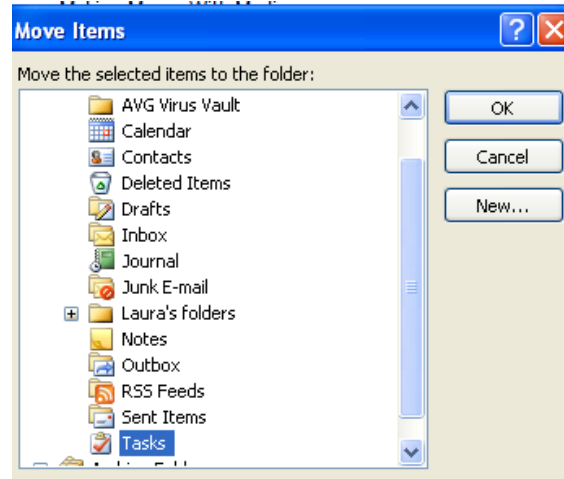 Move Items
Move the selected items to the folder:
AVG Virus Vault
Calendar
Contacts
Deleted Items
Drafts
Inbox
Journal
Junk E-mail
Laura's folders
Notes
Outbox
RSS Feeds
Sent Items
Tasks
OK
Cancel
New...